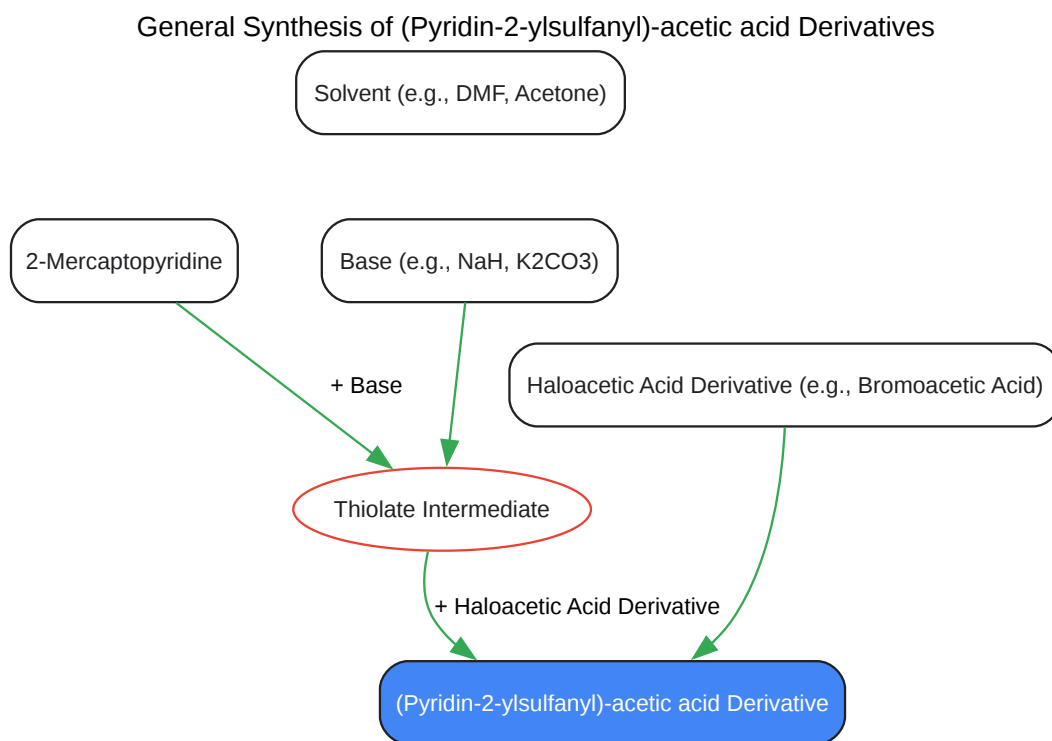 General Synthesis of (Pyridin-2-ylsulfanyl)-acetic acid Derivatives
Solvent (e.g., DMF, Acetone)
2-Mercaptopyridine
Base (e.g., NaH, K2CO3)
+ Base
Haloacetic Acid Derivative (e.g., Bromoacetic Acid)
Thiolate Intermediate
+ Haloacetic Acid Derivative
(Pyridin-2-ylsulfanyl)-acetic acid Derivative